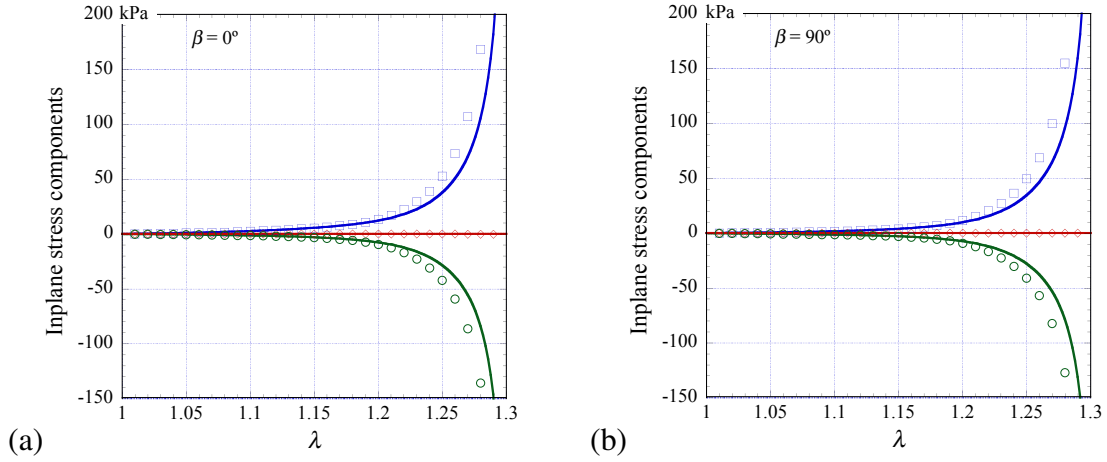 200 kPa
β = 0º
150
100
50
0
-50
-100
-150
Inplane stress components
1 1.05 1.1 1.15 1.2 1.25 1.3
λ
(a)
200 kPa
β = 90º
150
100
50
0
-50
-100
-150
Inplane stress components
1 1.05 1.1 1.15 1.2 1.25 1.3
λ
(b)